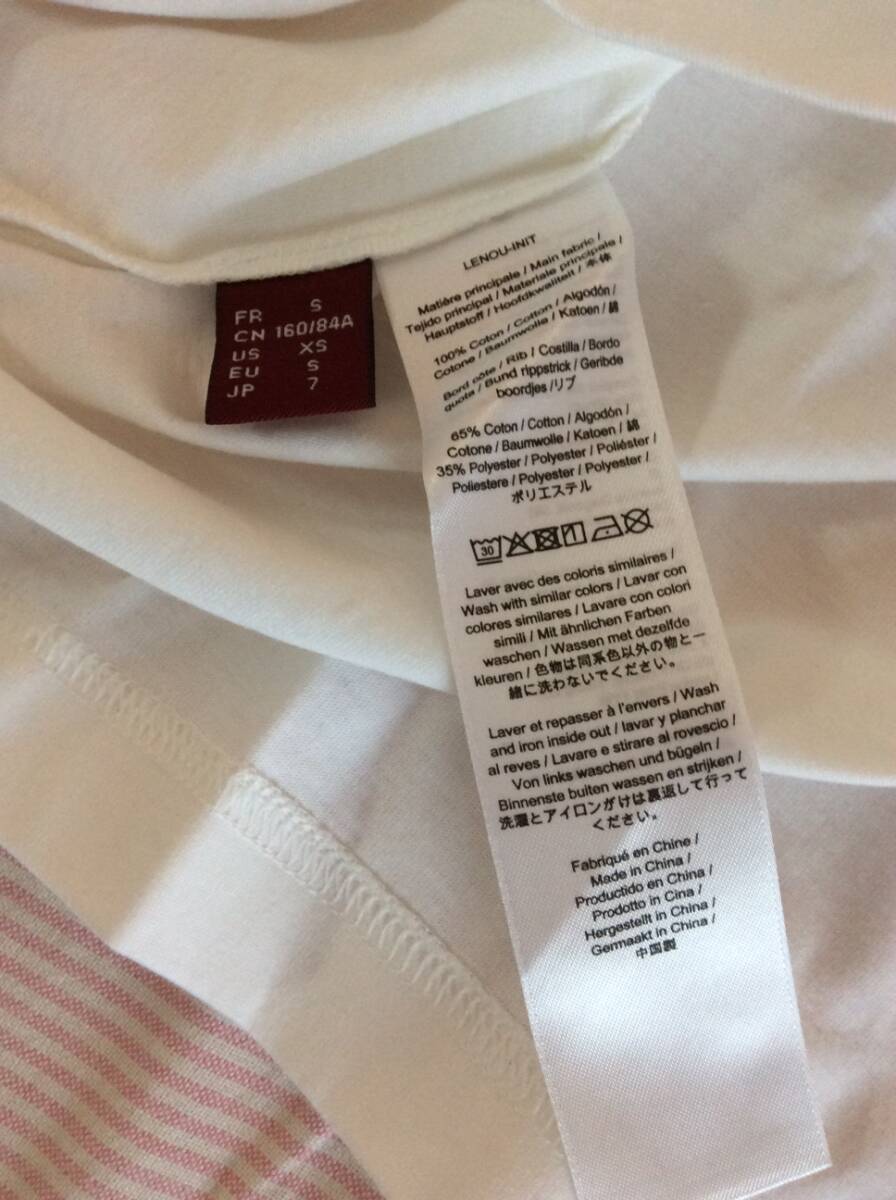 FR S
CN 160/84A
US XS
EU S
JP 7
LENOU-INIT
Matière principale / Main fabric /
Tejido principal / Materiale principale /
Hauptstoff / Hoofdkwaliteit / 本体
100% Coton / Cotton / Algodón /
Cotone / Baumwolle / Katoen / 綿
Bord côte / Rib / Costilla / Bordo
quota / Bund rippstrick / Geribde
boordjes /リブ
65% Coton / Cotton / Algodón /
Cotone / Baumwolle / Katoen / 綿
35% Polyester / Polyester / Poliéster /
Poliestere / Polyester / Polyester /
ポリエステル
30
Laver avec des coloris similaires /
Wash with similar colors / Lavar con
colores similares / Lavare con colori
simili / Mit ähnlichen Farben
waschen / Wassen met dezelfde
kleuren / 色物は同系色以外の物と一
緒に洗わないでください。
Laver et repasser à l'envers / Wash
and iron inside out / lavar y planchar
al reves / Lavare e stirare al rovescio /
Von links waschen und bügeln /
Binnenste buiten wassen en strijken /
洗濯とアイロンがけは裏返して行って
ください。
Fabriqué en Chine /
Made in China /
Productido en China /
Prodotto in Cina /
Hergestellt in China /
Germaakt in China /
中国製